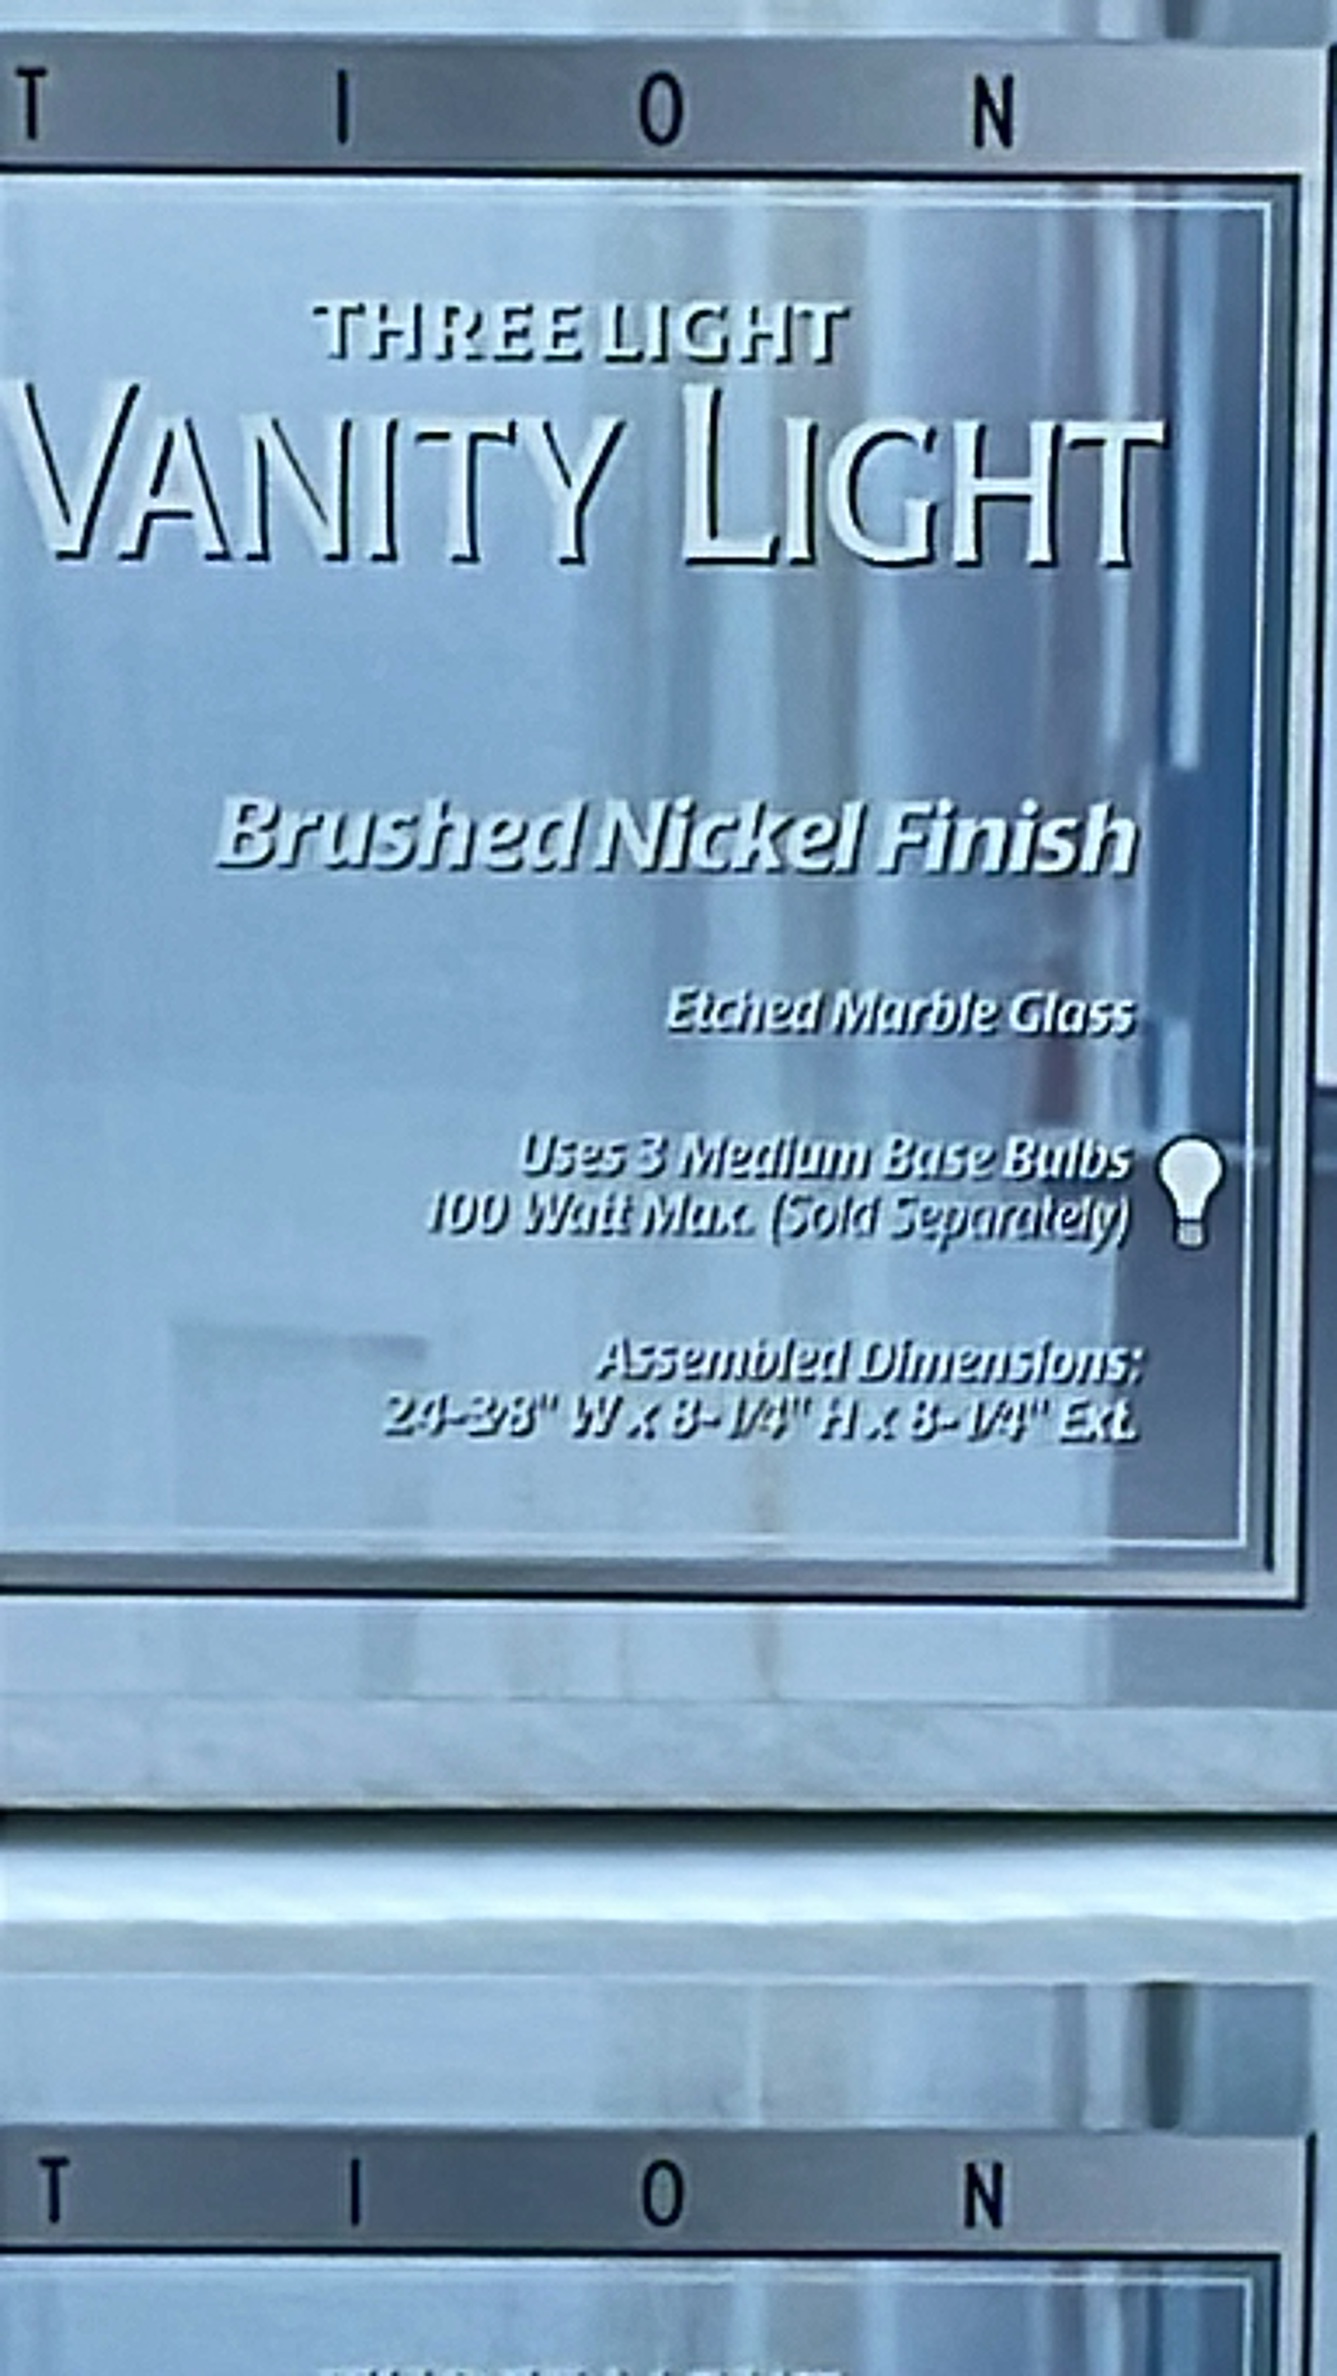 T I O N
THREE LIGHT
VANITY LIGHT
Brushed Nickel Finish
Etched Marble Glass
Uses 3 Medium Base Bulbs
100 Watt Max. (Sold Separately)
Assembled Dimensions:
24-3/8" W x 8-1/4" H x 8-1/4" Ext.
T I O N